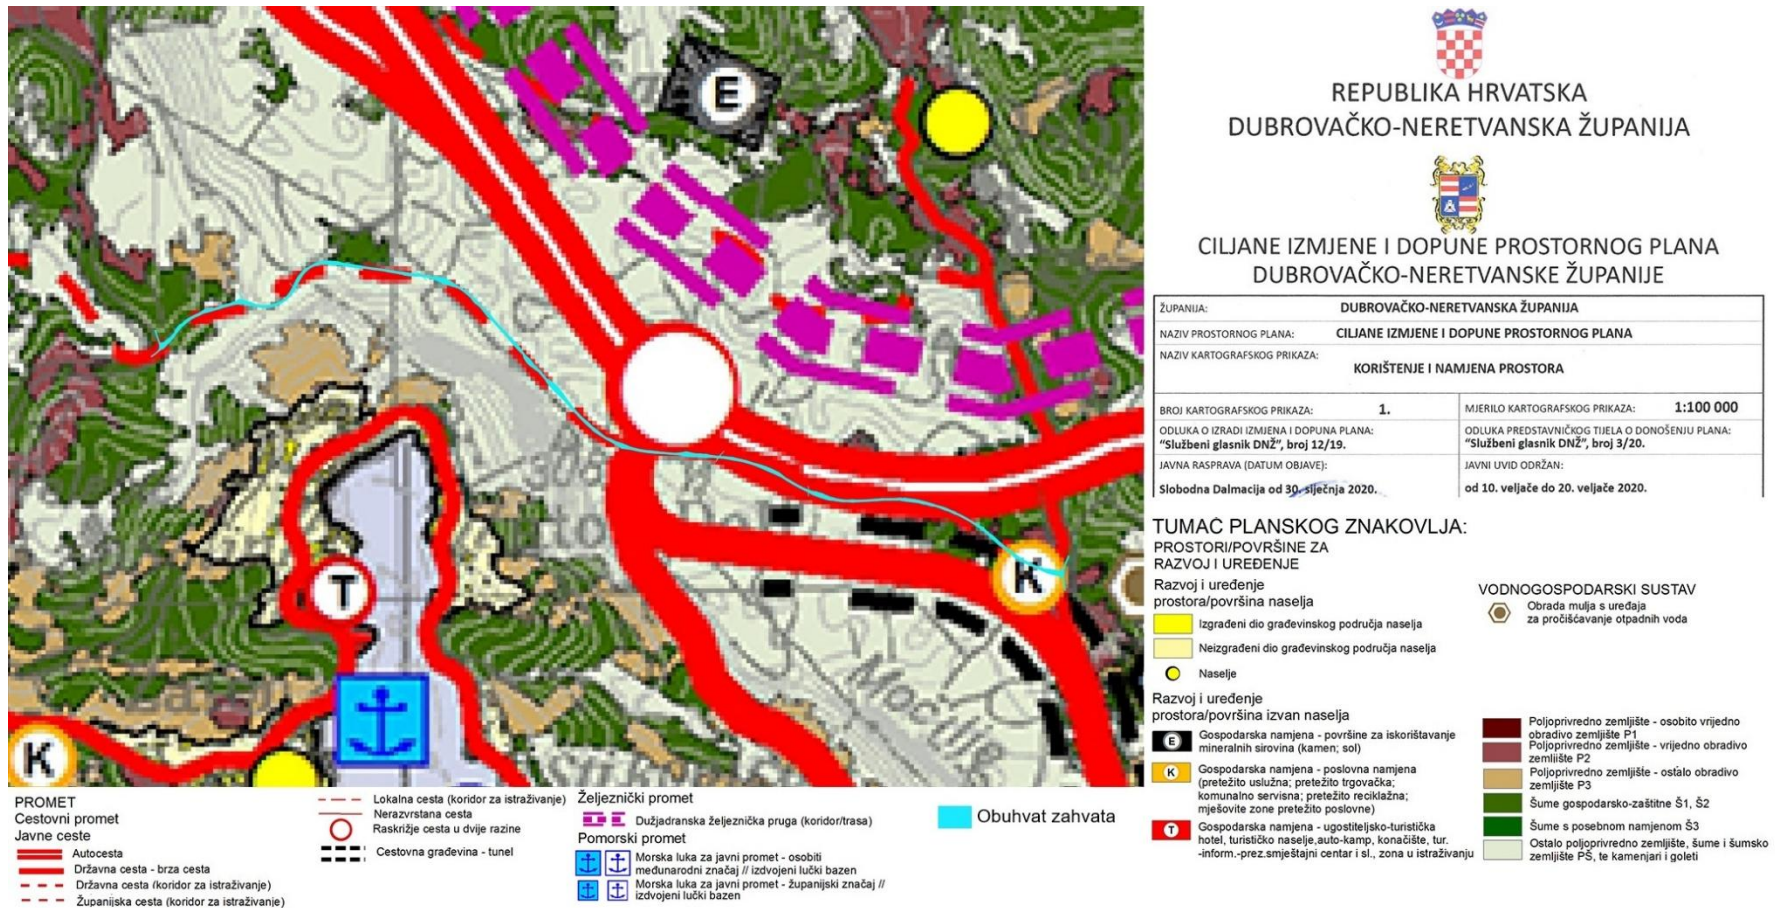 E
T
K
K
Mocilje
REPUBLIKA HRVATSKA
DUBROVAČKO-NERETVANSKA ŽUPANIJA
CILJANE IZMJENE I DOPUNE PROSTORNOG PLANA
DUBROVAČKO-NERETVANSKE ŽUPANIJE
ŽUPANIJA: DUBROVAČKO-NERETVANSKA ŽUPANIJA
NAZIV PROSTORNOG PLANA: CILJANE IZMJENE I DOPUNE PROSTORNOG PLANA
NAZIV KARTOGRAFSKOG PRIKAZA:
KORIŠTENJE I NAMJENA PROSTORA
BROJ KARTOGRAFSKOG PRIKAZA: 1.
MJERILO KARTOGRAFSKOG PRIKAZA: 1:100 000
ODLUKA O IZRADI IZMJENA I DOPUNA PLANA:
"Službeni glasnik DNŽ", broj 12/19.
ODLUKA PREDSTAVNIČKOG TIJELA O DONOŠENJU PLANA:
"Službeni glasnik DNŽ", broj 3/20.
JAVNA RASPRAVA (DATUM OBJAVE):
Slobodna Dalmacija od 30. siječnja 2020.
JAVNI UVID ODRŽAN:
od 10. veljače do 20. veljače 2020.
TUMAČ PLANSKOG ZNAKOVLJA:
PROSTORI/POVRŠINE ZA
RAZVOJ I UREĐENJE
Razvoj i uređenje
prostora/površina naselja
Izgrađeni dio građevinskog područja naselja
Neizgrađeni dio građevinskog područja naselja
Naselje
Razvoj i uređenje
prostora/površina izvan naselja
E
Gospodarska namjena - površine za iskorištavanje
mineralnih sirovina (kamen; sol)
K
Gospodarska namjena - poslovna namjena
(pretežito uslužna; pretežito trgovačka;
komunalno servisna; pretežito reciklažna;
mješovite zone pretežito poslovne)
T
Gospodarska namjena - ugostiteljsko-turistička
hotel, turističko naselje,auto-kamp, konačište, tur.
-inform.-prez.smještajni centar i sl., zona u istraživanju
VODNOGOSPODARSKI SUSTAV
Obrada mulja s uređaja
za pročišćavanje otpadnih voda
Poljoprivredno zemljište - osobito vrijedno
obradivo zemljište P1
Poljoprivredno zemljište - vrijedno obradivo
zemljište P2
Poljoprivredno zemljište - ostalo obradivo
zemljište P3
Šume gospodarsko-zaštitne Š1, Š2
Šume s posebnom namjenom Š3
Ostalo poljoprivredno zemljište, šume i šumsko
zemljište PŠ, te kamenjari i goleti
PROMET
Cestovni promet
Javne ceste
Autocesta
Državna cesta - brza cesta
Državna cesta (koridor za istraživanje)
Županijska cesta (koridor za istraživanje)
Lokalna cesta (koridor za istraživanje)
Nerazvrstana cesta
Raskrižje cesta u dvije razine
Cestovna građevina - tunel
Željeznički promet
Dužjadranska željeznička pruga (koridor/trasa)
Pomorski promet
Morska luka za javni promet - osobiti
međunarodni značaj // izdvojeni lučki bazen
Morska luka za javni promet - županijski značaj //
izdvojeni lučki bazen
Obuhvat zahvata